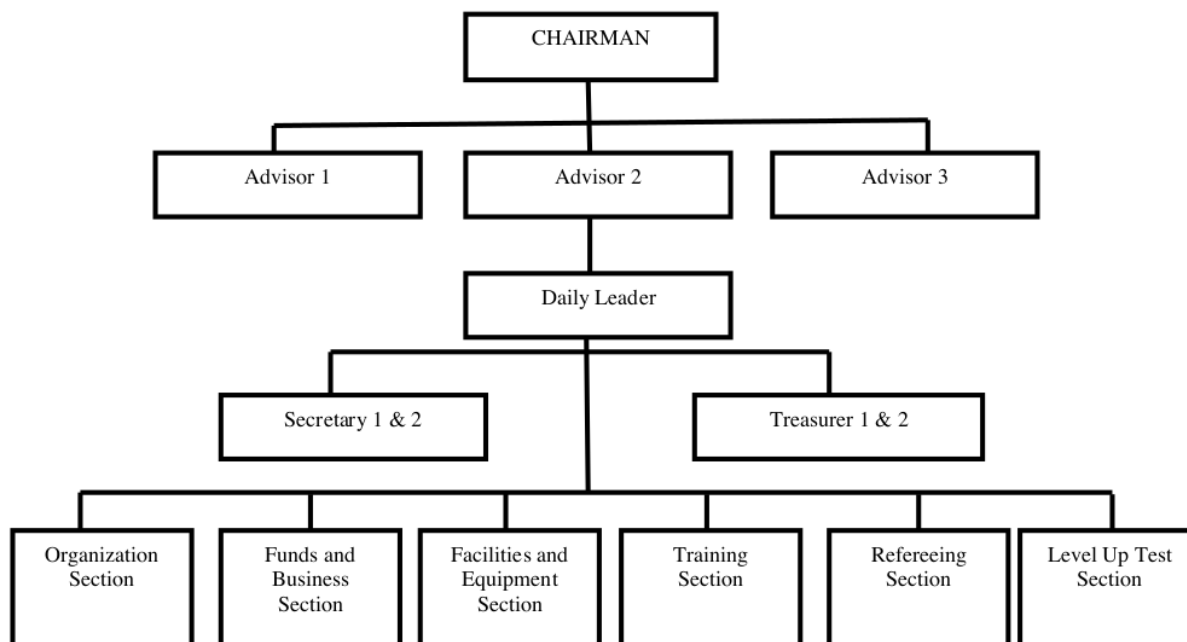 CHAIRMAN
Advisor 1
Advisor 2
Advisor 3
Daily Leader
Secretary 1 & 2
Treasurer 1 & 2
Organization
Section
Funds and
Business
Section
Facilities and
Equipment
Section
Training
Section
Refereeing
Section
Level Up Test
Section